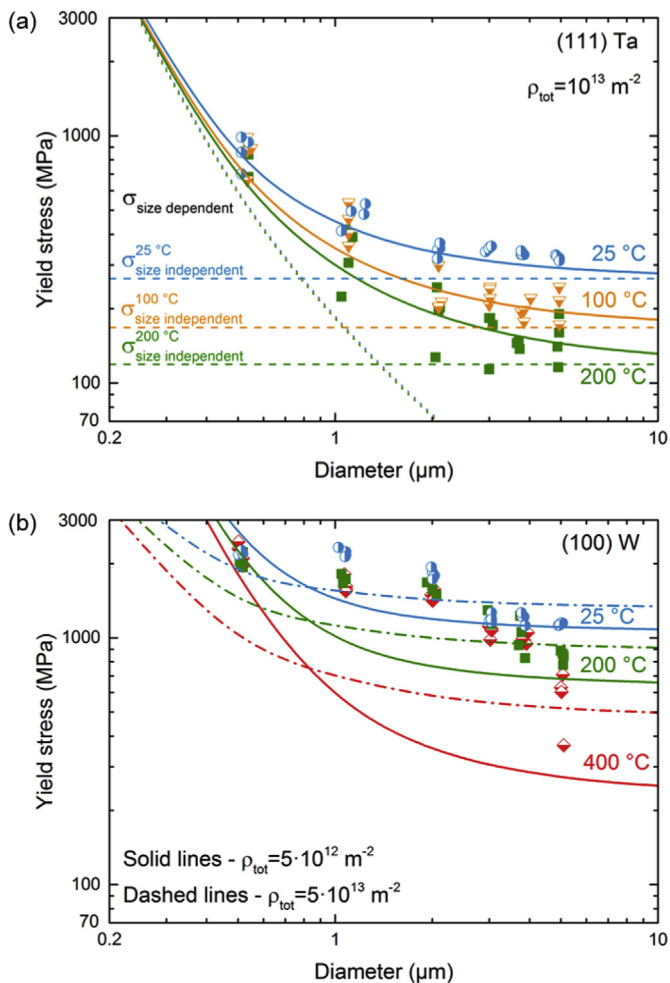 (a)
3000
(111) Ta
ρtot=10^13 m^-2
1000
Yield stress (MPa)
σsize dependent
σ^25 °C size independent
25 °C
σ^100 °C size independent
100 °C
σ^200 °C size independent
200 °C
100
70
0.2
1
10
Diameter (μm)
(b)
3000
(100) W
25 °C
1000
200 °C
Yield stress (MPa)
400 °C
Solid lines - ρtot=5·10^12 m^-2
Dashed lines - ρtot=5·10^13 m^-2
100
70
0.2
1
10
Diameter (μm)